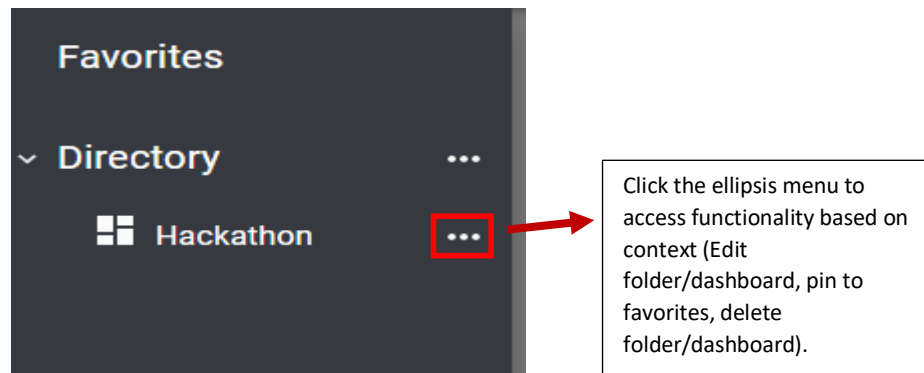 Favorites
Directory
Hackathon
Click the ellipsis menu to
access functionality based on
context (Edit
folder/dashboard, pin to
favorites, delete
folder/dashboard).